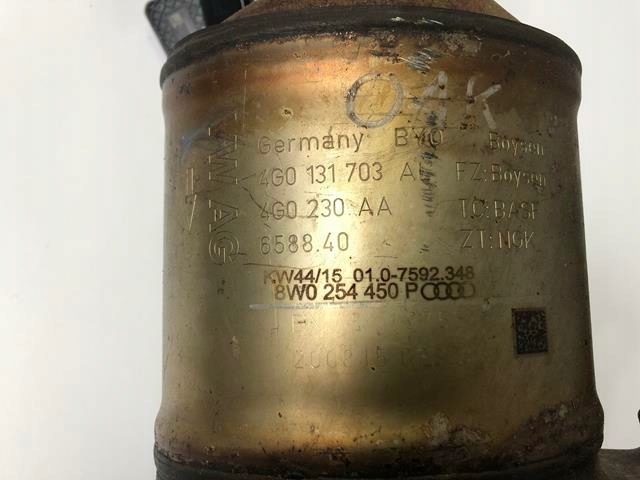 OAK
Germany BYO Boysen
4G0 131 703 FZ:Boysen
4G0 230 AA TC:BASF
6588.40 ZT:NGK
VW AG
KW44/15 01.0-7592.348
8W0 254 450 P